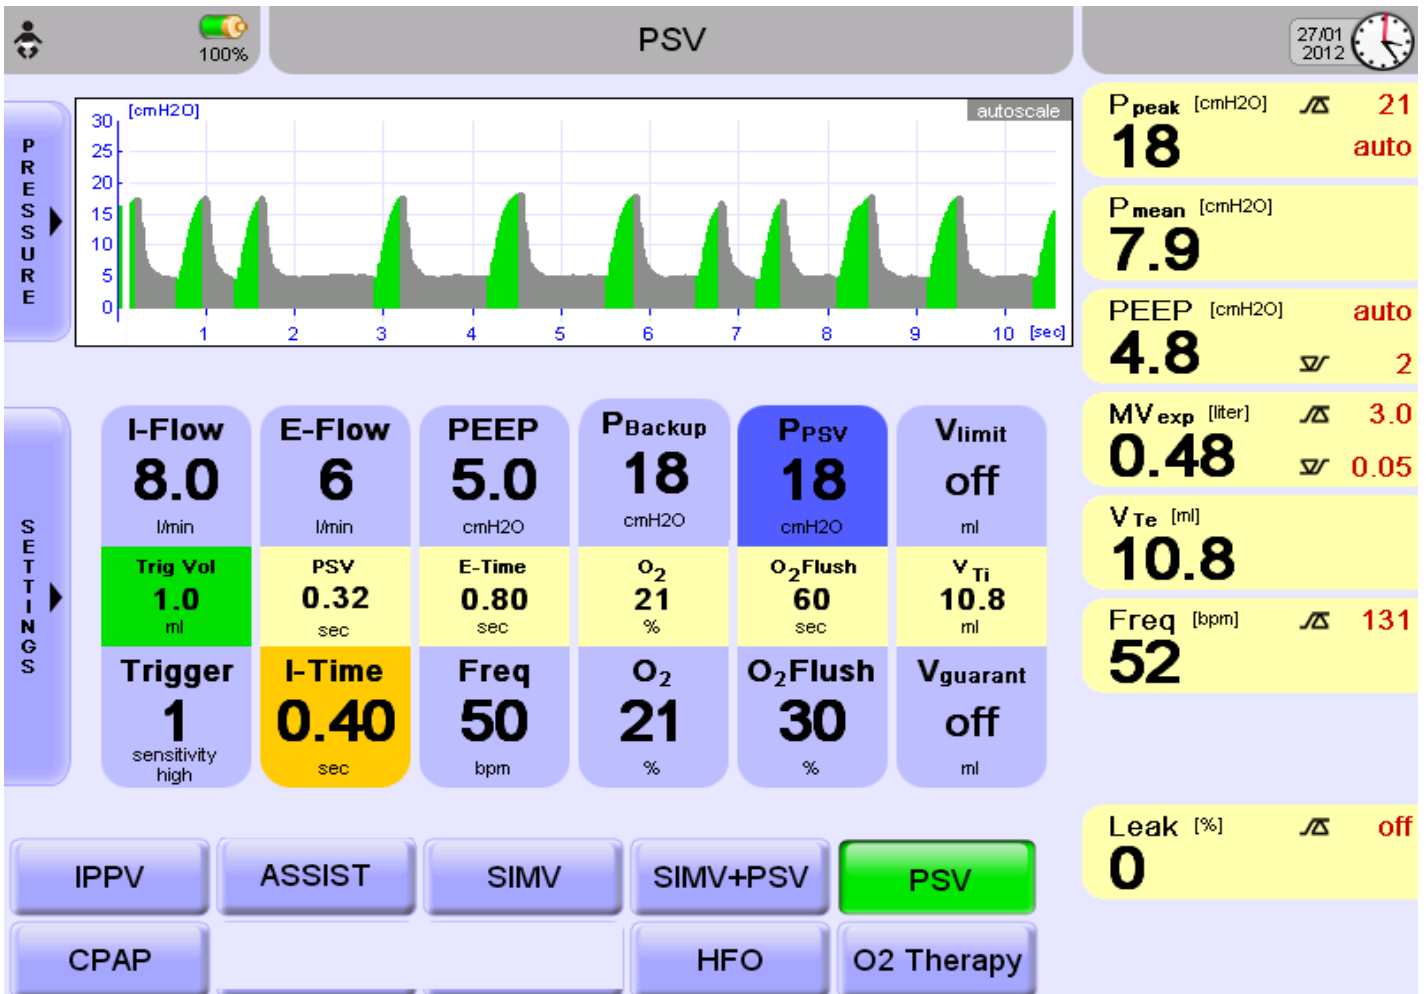 100%
PSV
27/01
2012
PRESSURE
[cmH2O]
autoscale
30
25
20
15
10
5
0
1 2 3 4 5 6 7 8 9 10 [sec]
P peak [cmH2O] 21
18 auto
P mean [cmH2O]
7.9
PEEP [cmH2O] auto
4.8 2
MV exp [liter] 3.0
0.48 0.05
V Te [ml]
10.8
Freq [bpm] 131
52
Leak [%] off
0
SETTINGS
I-Flow E-Flow PEEP PBackup PPSV Vlimit
8.0 6 5.0 18 18 off
l/min l/min cmH2O cmH2O cmH2O ml
Trig Vol PSV E-Time O2 O2Flush V Ti
1.0 0.32 0.80 21 60 10.8
ml sec sec % sec ml
Trigger I-Time Freq O2 O2Flush Vguarant
1 0.40 50 21 30 off
sensitivity
high sec bpm % % ml
IPPV ASSIST SIMV SIMV+PSV PSV
CPAP HFO O2 Therapy